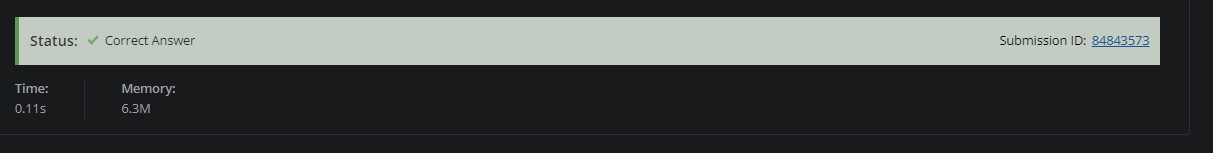 Status: ✔ Correct Answer Submission ID: 84843573
Time: Memory:
0.11s 6.3M